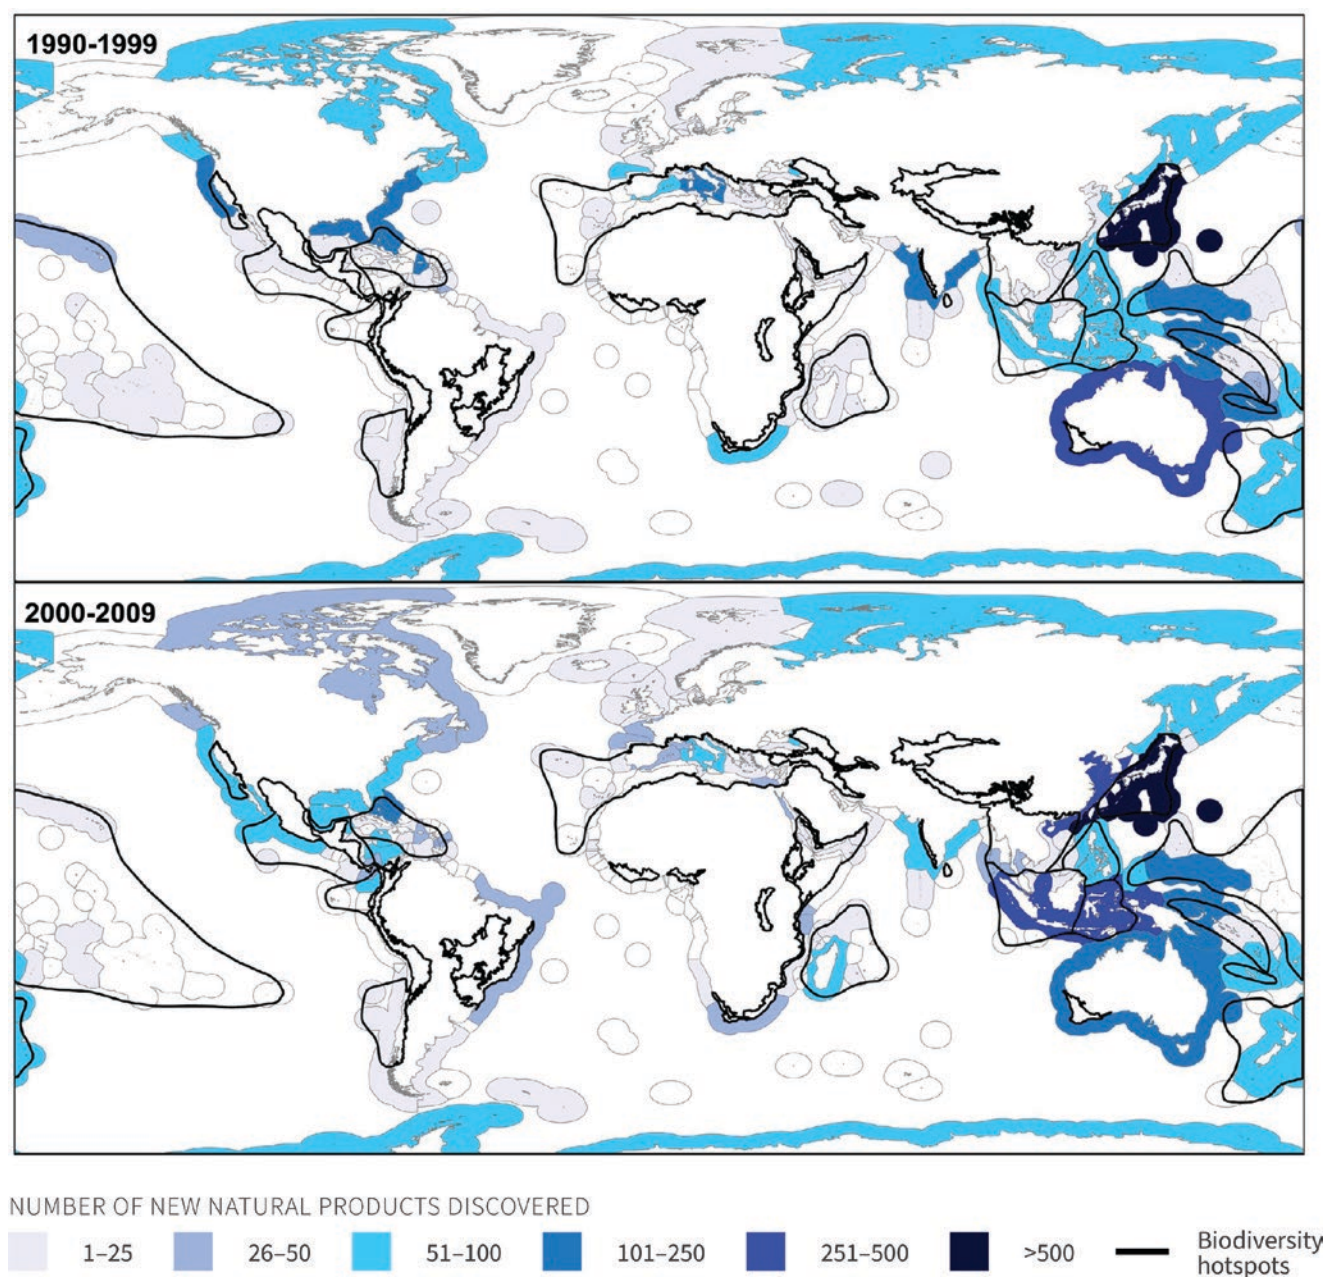 1990-1999
2000-2009
NUMBER OF NEW NATURAL PRODUCTS DISCOVERED
1–25
26–50
51–100
101–250
251–500
>500
Biodiversity
hotspots